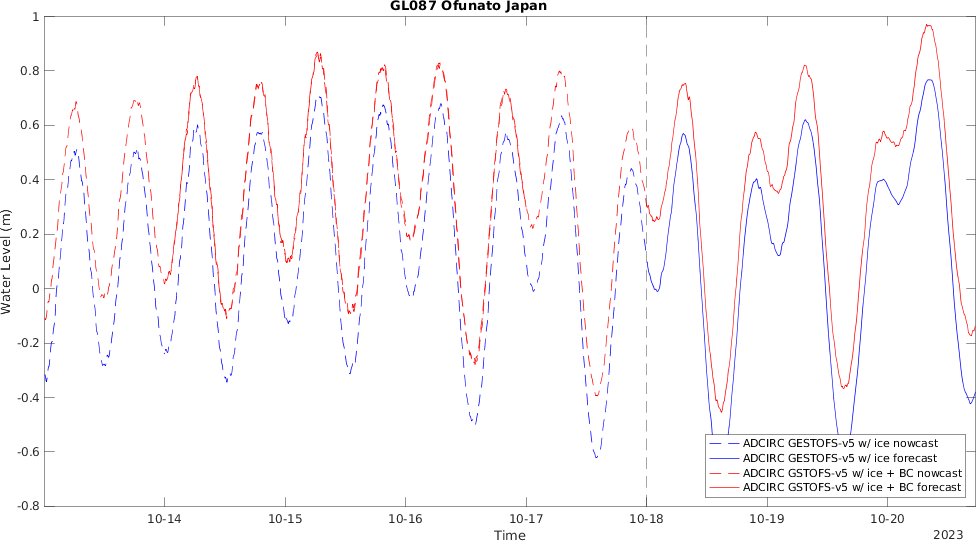 GL087 Ofunato Japan
Water Level (m)
1
0.8
0.6
0.4
0.2
0
-0.2
-0.4
-0.6
-0.8
ADCIRC GESTOFS-v5 w/ ice nowcast
ADCIRC GESTOFS-v5 w/ ice forecast
ADCIRC GSTOFS-v5 w/ ice + BC nowcast
ADCIRC GSTOFS-v5 w/ ice + BC forecast
10-14 10-15 10-16 10-17 10-18 10-19 10-20
Time
2023